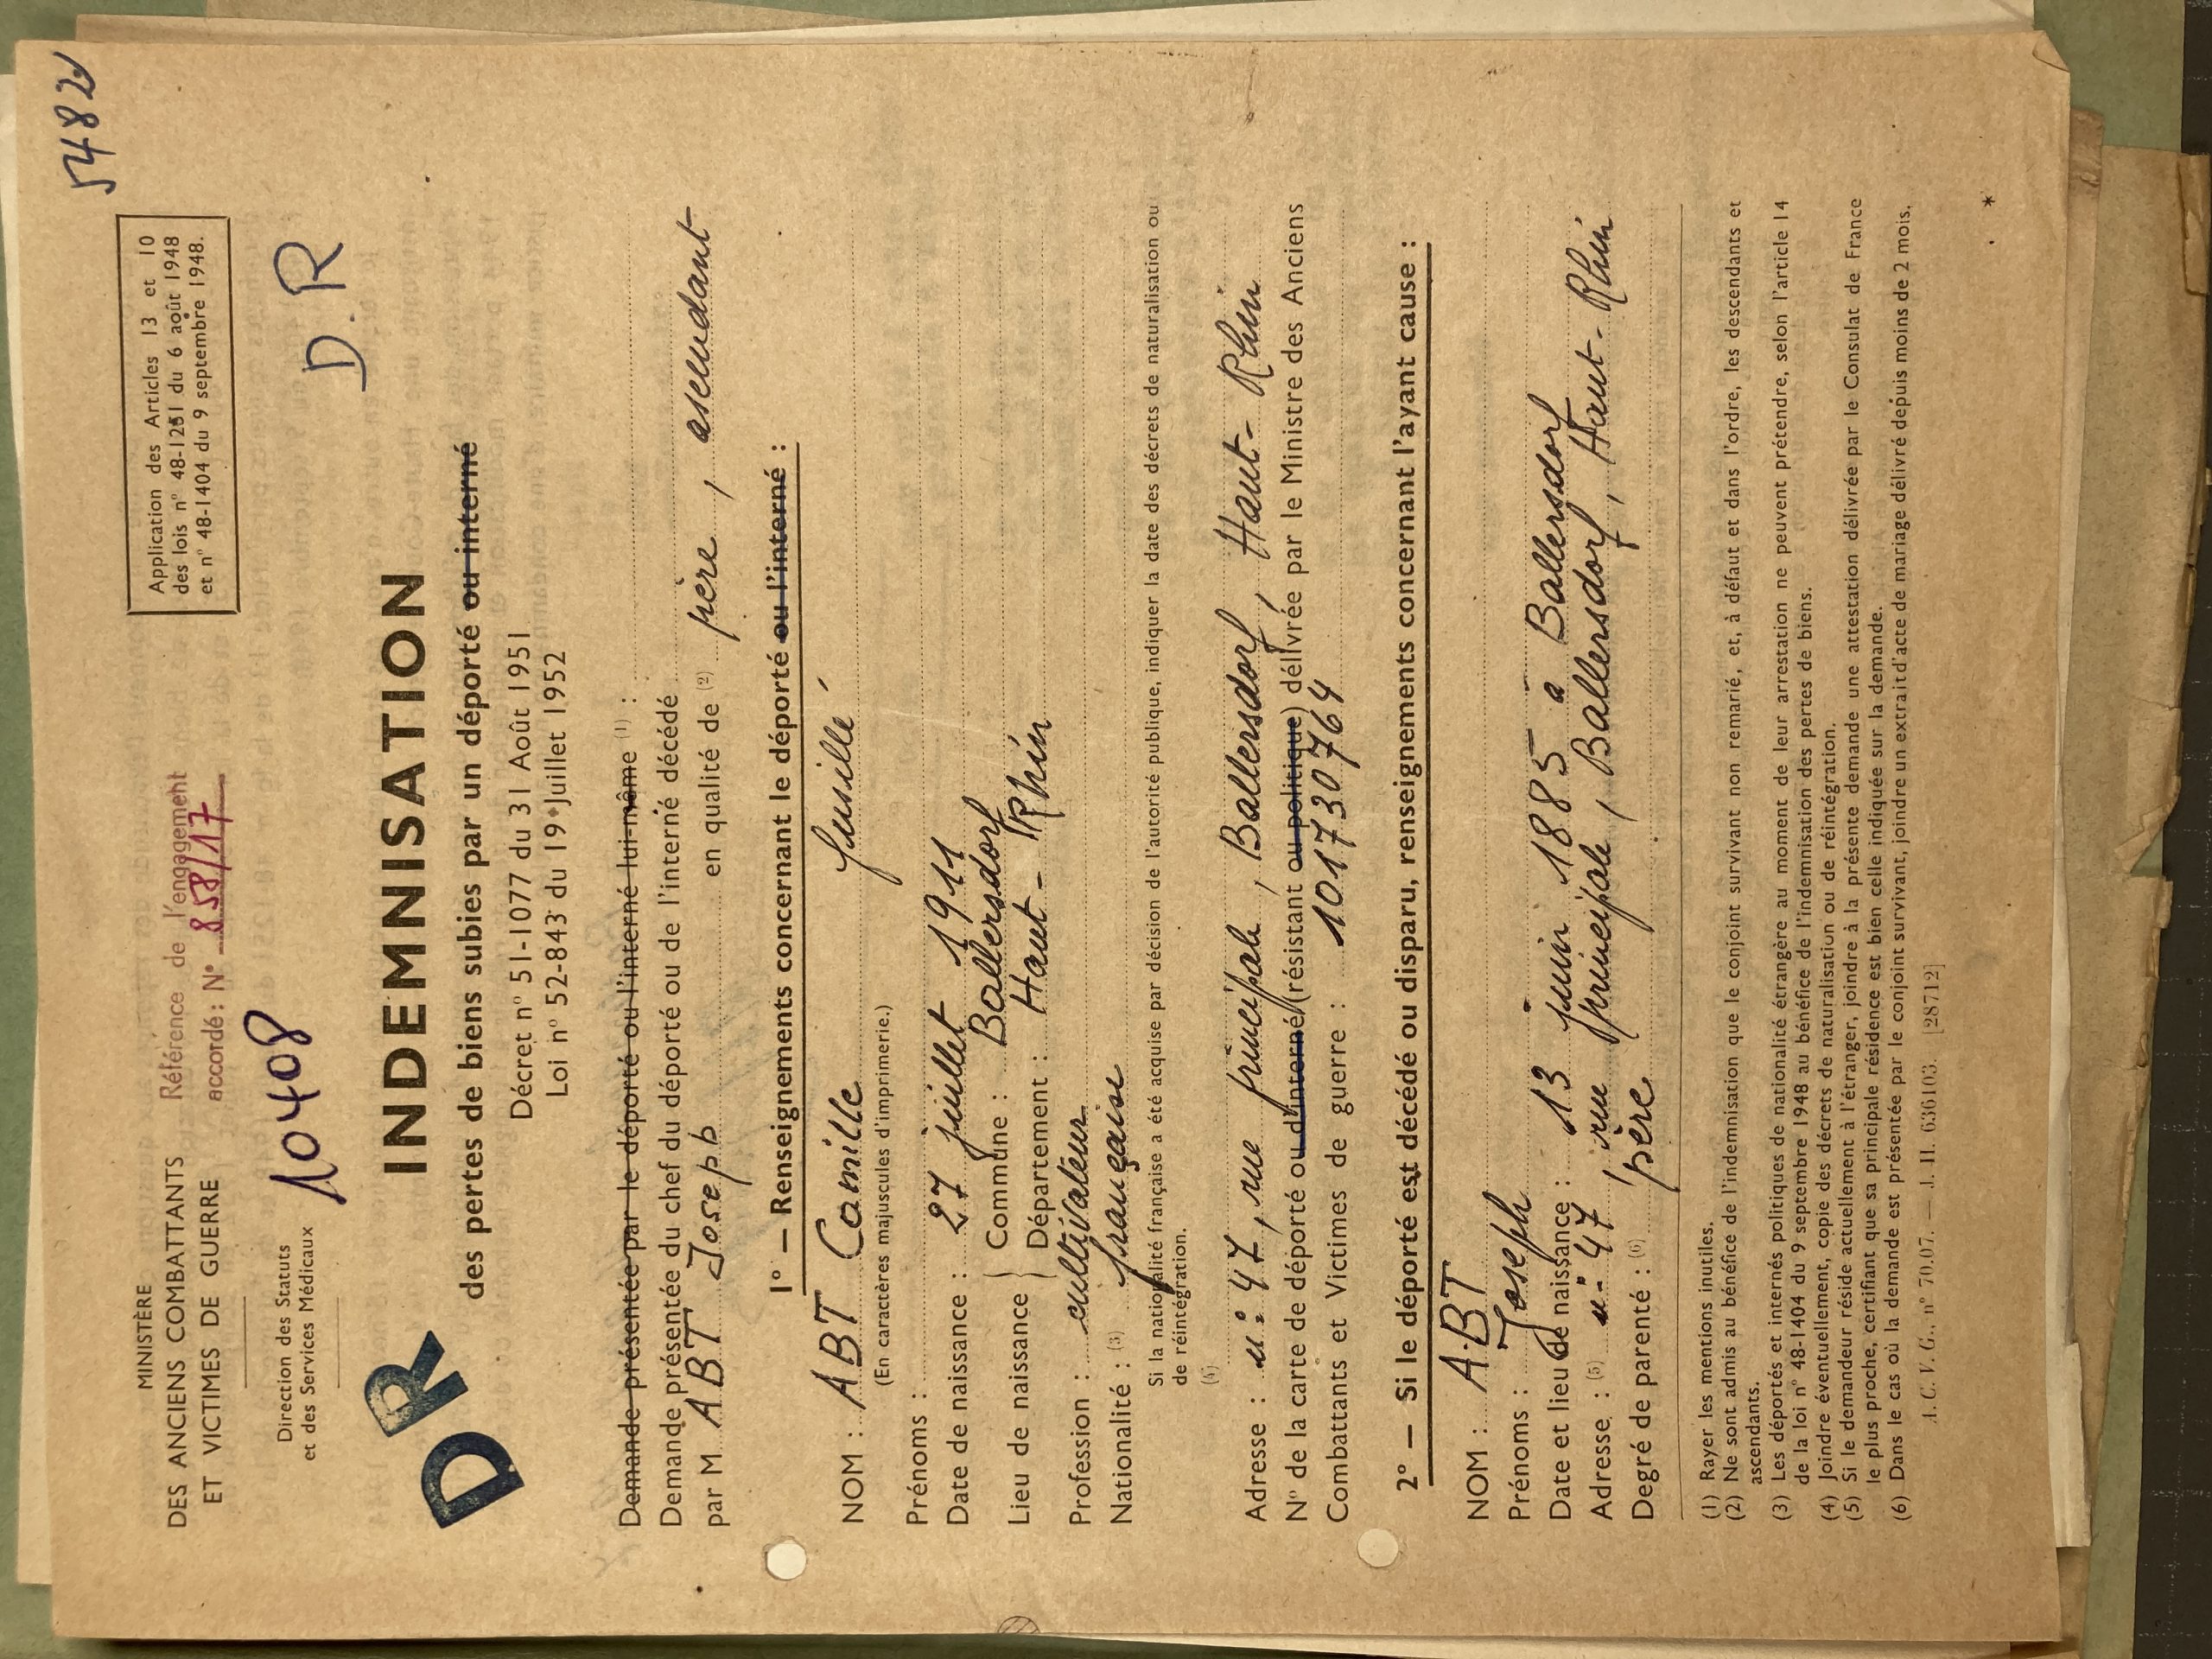 5482
MINISTÈRE
DES ANCIENS COMBATTANTS
ET VICTIMES DE GUERRE
Direction des Statuts
et des Services Médicaux
Référence de l'engagement
accordé : N° 858/17
10408
Application des Articles 13 et 10
des lois n° 48-1251 du 6 août 1948
et n° 48-1404 du 9 septembre 1948.
DR
D.R
INDEMNISATION
des pertes de biens subies par un déporté ou interné
Décret n° 51-1077 du 31 Août 1951
Loi n° 52-843 du 19 Juillet 1952
Demande présentée par le déporté ou l'interné lui-même (1) :
Demande présentée du chef du déporté ou de l'interné décédé
par M ABT Joseph en qualité de (2) père, ascendant
1° — Renseignements concernant le déporté ou l'interné :
NOM : ABT Camille fusillé
(En caractères majuscules d'imprimerie.)
Prénoms :
Date de naissance : 27 juillet 1911
Lieu de naissance { Commune : Ballersdorf
Département : Haut-Rhin
Profession : cultivateur
Nationalité : (3) française
Si la nationalité française a été acquise par décision de l'autorité publique, indiquer la date des décrets de naturalisation ou
de réintégration.
(4)
Adresse : n° 47, rue principale, Ballersdorf, Haut-Rhin
N° de la carte de déporté ou d'interné (résistant ou politique) délivrée par le Ministre des Anciens
Combattants et Victimes de guerre : 101730764
2° — Si le déporté est décédé ou disparu, renseignements concernant l'ayant cause :
NOM : ABT
Prénoms : Joseph
Date et lieu de naissance : 13 juin 1885 à Ballersdorf
Adresse : (5) n° 47, rue principale, Ballersdorf, Haut-Rhin
Degré de parenté : (6) père
(1) Rayer les mentions inutiles.
(2) Ne sont admis au bénéfice de l'indemnisation que le conjoint survivant non remarié, et, à défaut et dans l'ordre, les descendants et
ascendants.
(3) Les déportés et internés politiques de nationalité étrangère au moment de leur arrestation ne peuvent prétendre, selon l'article 14
de la loi n° 48-1404 du 9 septembre 1948 au bénéfice de l'indemnisation des pertes de biens.
(4) Joindre éventuellement, copie des décrets de naturalisation ou de réintégration.
(5) Si le demandeur réside actuellement à l'étranger, joindre à la présente demande une attestation délivrée par le Consulat de France
le plus proche, certifiant que sa principale résidence est bien celle indiquée sur la demande.
(6) Dans le cas où la demande est présentée par le conjoint survivant, joindre un extrait d'acte de mariage délivré depuis moins de 2 mois.
A. C. V. G., n° 70.07. — J. H. 636103. [28712]